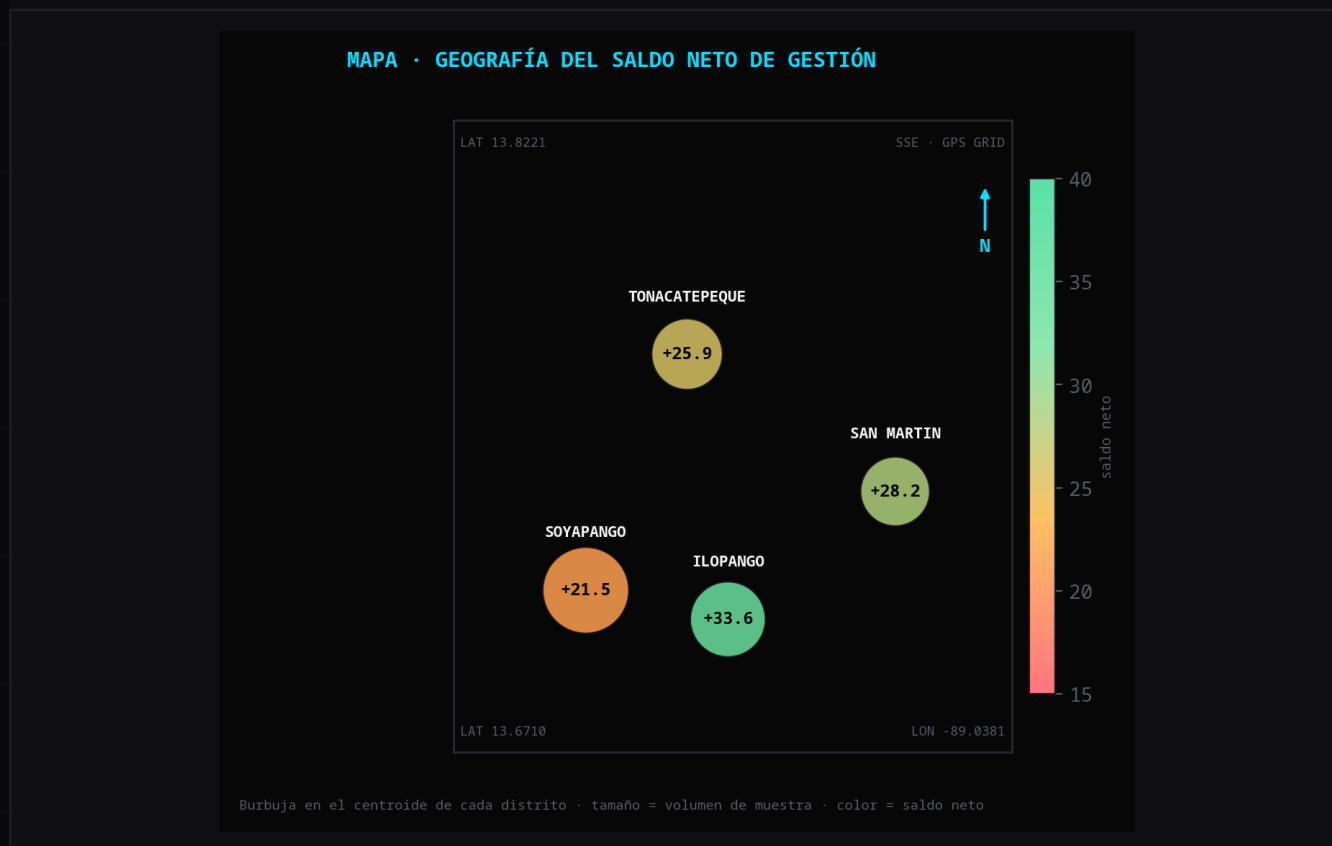 MAPA · GEOGRAFÍA DEL SALDO NETO DE GESTIÓN
LAT 13.8221
SSE · GPS GRID
40
N
35
TONACATEPEQUE
+25.9
30
saldo neto
SAN MARTIN
+28.2
25
SOYAPANGO
+21.5
ILOPANGO
+33.6
20
15
LAT 13.6710
LON -89.0381
Burbuja en el centroide de cada distrito · tamaño = volumen de muestra · color = saldo neto